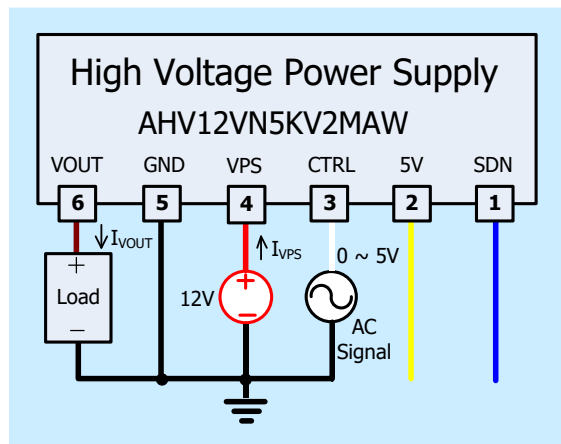 High Voltage Power Supply
AHV12VN5KV2MAW
VOUT GND VPS CTRL 5V SDN
6 5 4 3 2 1
IVOUT IVPS 0 ~ 5V
+ +
Load 12V
− −
AC
Signal